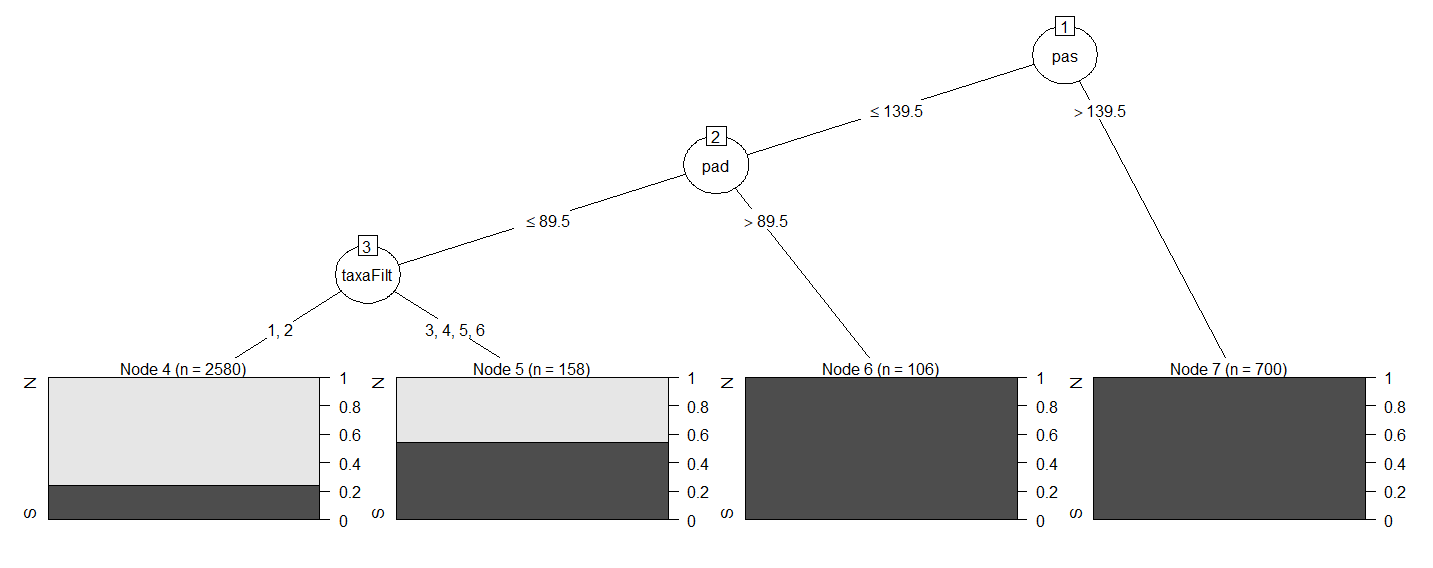 1
pas
≤ 139.5
> 139.5
2
pad
≤ 89.5
> 89.5
3
taxaFilt
1, 2
3, 4, 5, 6
Node 4 (n = 2580)
N
S
1
0.8
0.6
0.4
0.2
0
Node 5 (n = 158)
N
S
1
0.8
0.6
0.4
0.2
0
Node 6 (n = 106)
N
S
1
0.8
0.6
0.4
0.2
0
Node 7 (n = 700)
N
S
1
0.8
0.6
0.4
0.2
0